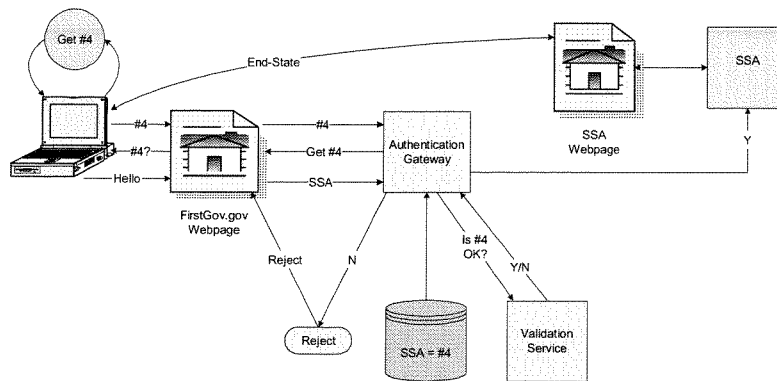 Get #4
End-State
SSA
SSA
Webpage
#4
#4
#4?
Get #4
Authentication
Gateway
Hello
SSA
Y
FirstGov.gov
Webpage
Reject
N
Is #4
OK?
Y/N
Reject
SSA = #4
Validation
Service